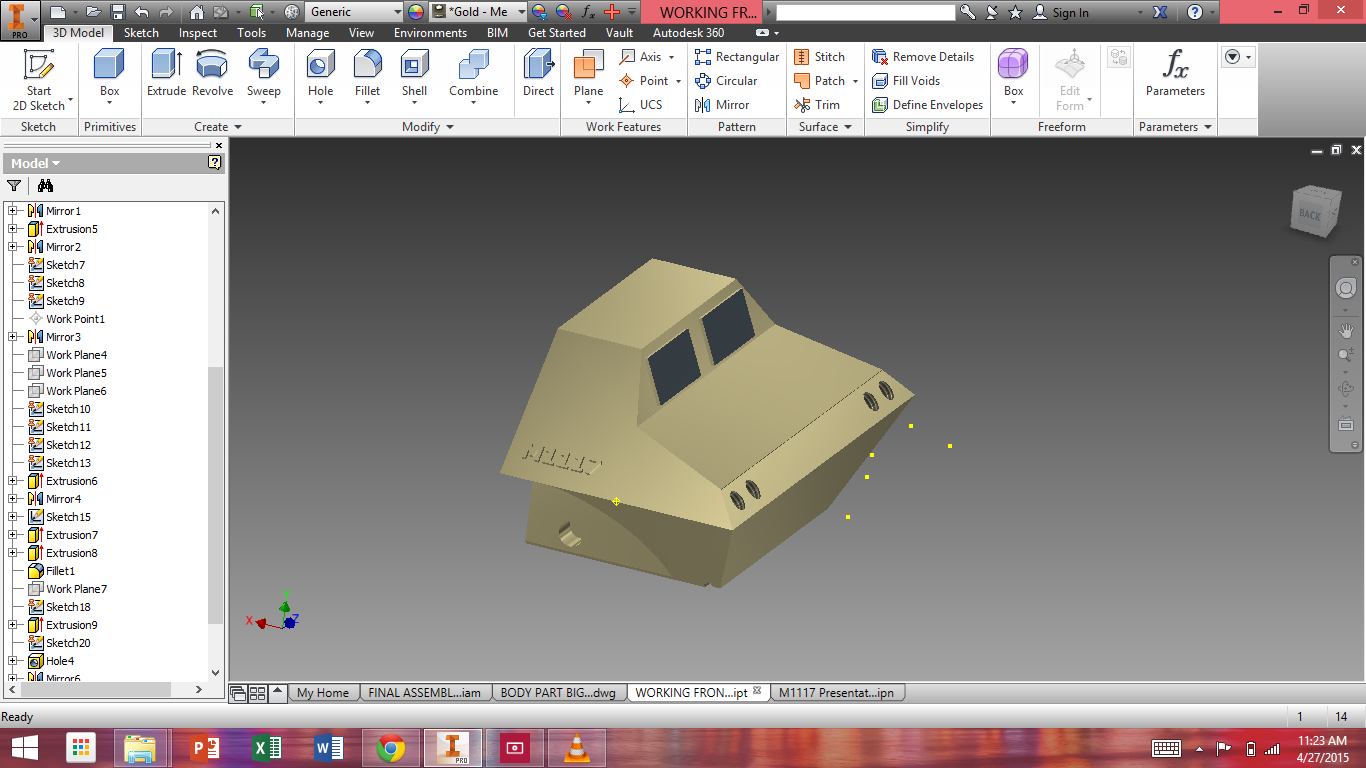 PRO
Generic
*Gold - Me
WORKING FR...
Sign In
3D Model Sketch Inspect Tools Manage View Environments BIM Get Started Vault Autodesk 360
Start
2D Sketch
Box
Extrude Revolve Sweep
Hole Fillet Shell Combine
Direct
Plane
Axis
Point
UCS
Rectangular
Circular
Mirror
Stitch
Patch
Trim
Remove Details
Fill Voids
Define Envelopes
Box
Edit
Form
fx
Parameters
Sketch Primitives Create Modify Work Features Pattern Surface Simplify Freeform Parameters
Model
Mirror1
Extrusion5
Mirror2
Sketch7
Sketch8
Sketch9
Work Point1
Mirror3
Work Plane4
Work Plane5
Work Plane6
Sketch10
Sketch11
Sketch12
Sketch13
Extrusion6
Mirror4
Sketch15
Extrusion7
Extrusion8
Fillet1
Work Plane7
Sketch18
Extrusion9
Sketch20
Hole4
Mirror6
BACK
M1117
X Y Z
My Home FINAL ASSEMBL...iam BODY PART BIG...dwg WORKING FRON...ipt M1117 Presentat...ipn
Ready 1 14
PRO
11:23 AM
4/27/2015